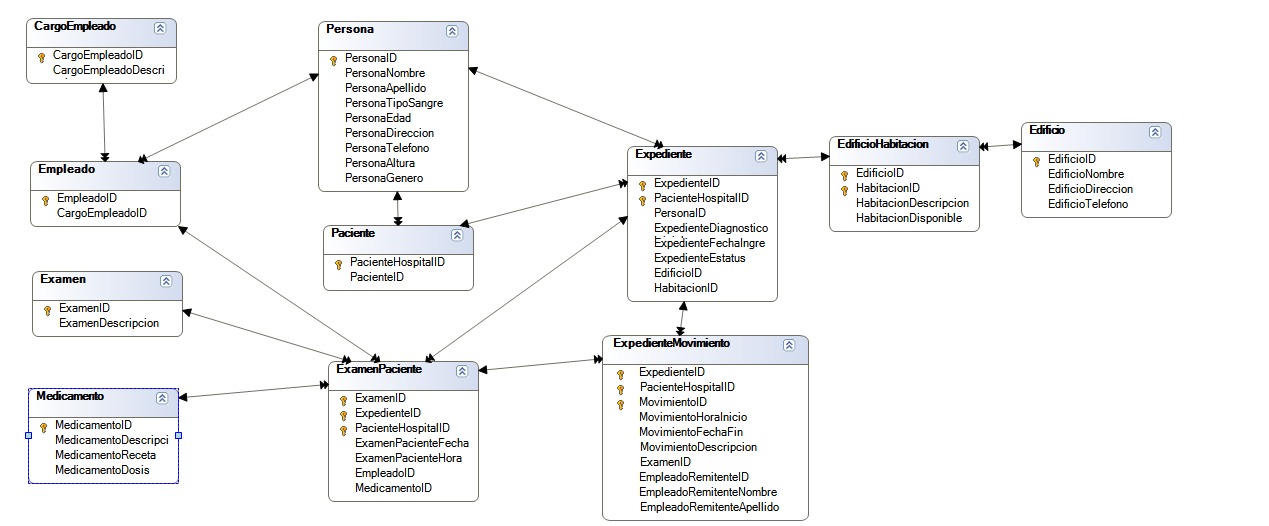 CargoEmpleado
CargoEmpleadoID
CargoEmpleadoDescri
Persona
PersonaID
PersonaNombre
PersonaApellido
PersonaTipoSangre
PersonaEdad
PersonaDireccion
PersonaTelefono
PersonaAltura
PersonaGenero
Empleado
EmpleadoID
CargoEmpleadoID
Paciente
PacienteHospitalID
PacienteID
Expediente
ExpedienteID
PacienteHospitalID
PersonaID
ExpedienteDiagnostico
ExpedienteFechaIngre
ExpedienteEstatus
EdificioID
HabitacionID
EdificioHabitacion
EdificioID
HabitacionID
HabitacionDescripcion
HabitacionDisponible
Edificio
EdificioID
EdificioNombre
EdificioDireccion
EdificioTelefono
Examen
ExamenID
ExamenDescripcion
Medicamento
MedicamentoID
MedicamentoDescripci
MedicamentoReceta
MedicamentoDosis
ExamenPaciente
ExamenID
ExpedienteID
PacienteHospitalID
ExamenPacienteFecha
ExamenPacienteHora
EmpleadoID
MedicamentoID
ExpedienteMovimiento
ExpedienteID
PacienteHospitalID
MovimientoID
MovimientoHoraInicio
MovimientoFechaFin
MovimientoDescripcion
ExamenID
EmpleadoRemitenteID
EmpleadoRemitenteNombre
EmpleadoRemitenteApellido